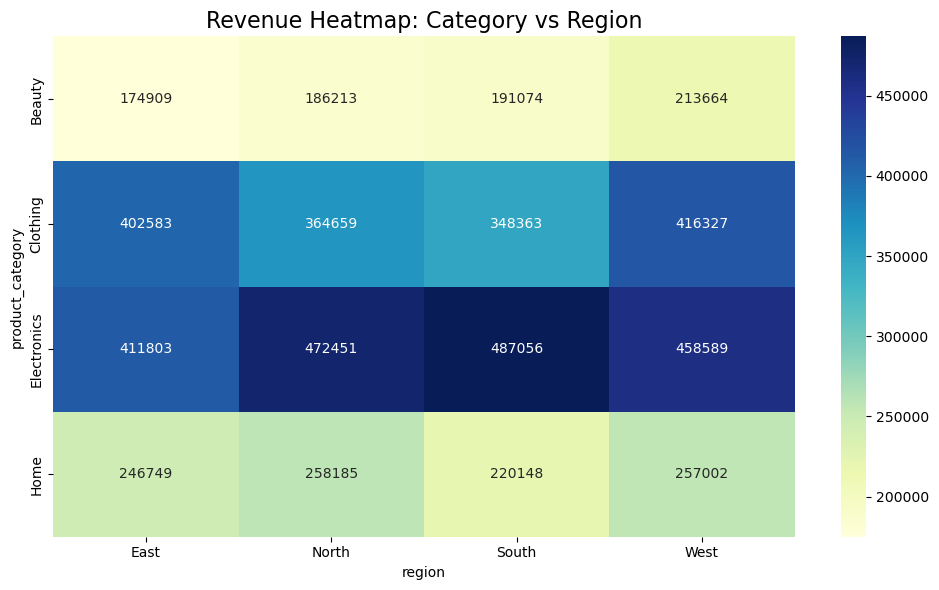 Revenue Heatmap: Category vs Region
product_category
Beauty
174909 186213 191074 213664
Clothing
402583 364659 348363 416327
Electronics
411803 472451 487056 458589
Home
246749 258185 220148 257002
East North South West
region
450000
400000
350000
300000
250000
200000